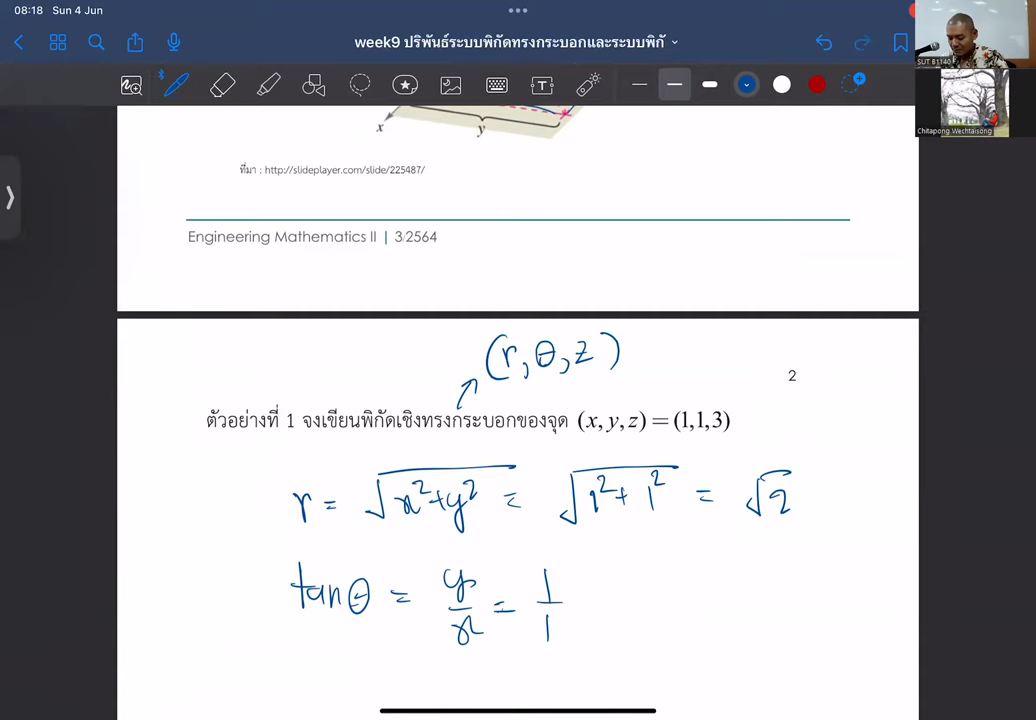 08:18 Sun 4 Jun
week9 ปริพันธ์ระบบพิกัดทรงกระบอกและระบบพิกั
SUT B1140
Chitapong Wechtaisong
x
y
ที่มา : http://slideplayer.com/slide/225487/
Engineering Mathematics II | 3/2564
(r, θ, z)
2
ตัวอย่างที่ 1 จงเขียนพิกัดเชิงทรงกระบอกของจุด (x, y, z) = (1,1,3)
r = √(x²+y²) = √(1²+1²) = √2
tanθ = y/x = 1/1